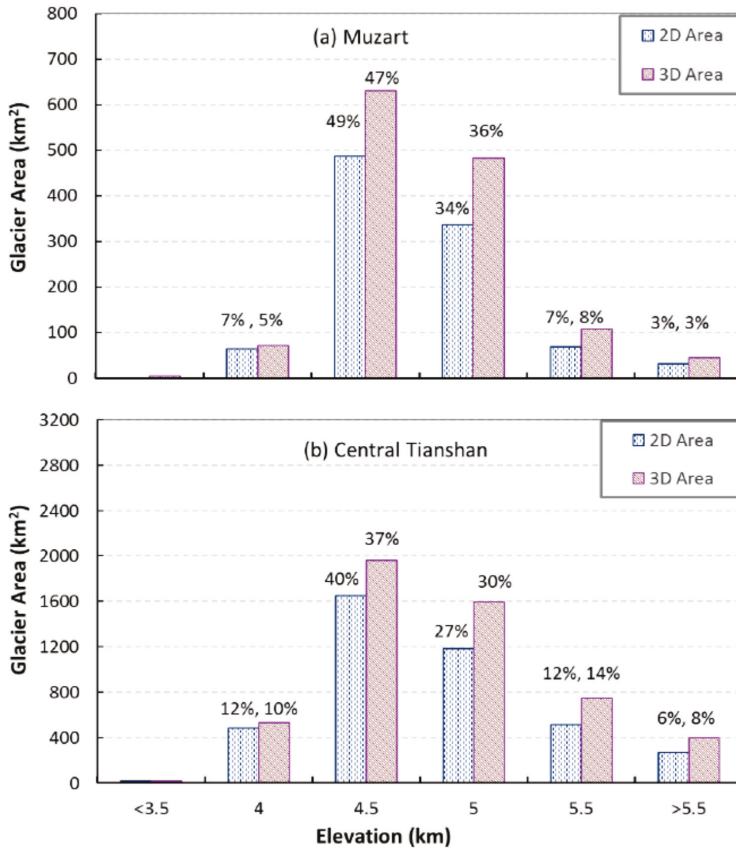 (a) Muzart
2D Area
3D Area
Glacier Area (km²)
800
700
600
500
400
300
200
100
0
7% , 5%
49%
47%
34%
36%
7%, 8%
3%, 3%
(b) Central Tianshan
2D Area
3D Area
Glacier Area (km²)
3200
2800
2400
2000
1600
1200
800
400
0
12%, 10%
40%
37%
27%
30%
12%, 14%
6%, 8%
<3.5 4 4.5 5 5.5 >5.5
Elevation (km)